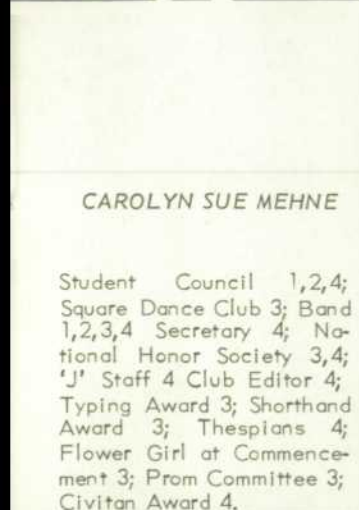 CAROLYN SUE MEHNE
Student Council 1,2,4;
Square Dance Club 3; Band
1,2,3,4 Secretary 4; Na-
tional Honor Society 3,4;
'J' Staff 4 Club Editor 4;
Typing Award 3; Shorthand
Award 3; Thespians 4;
Flower Girl at Commence-
ment 3; Prom Committee 3;
Civitan Award 4.